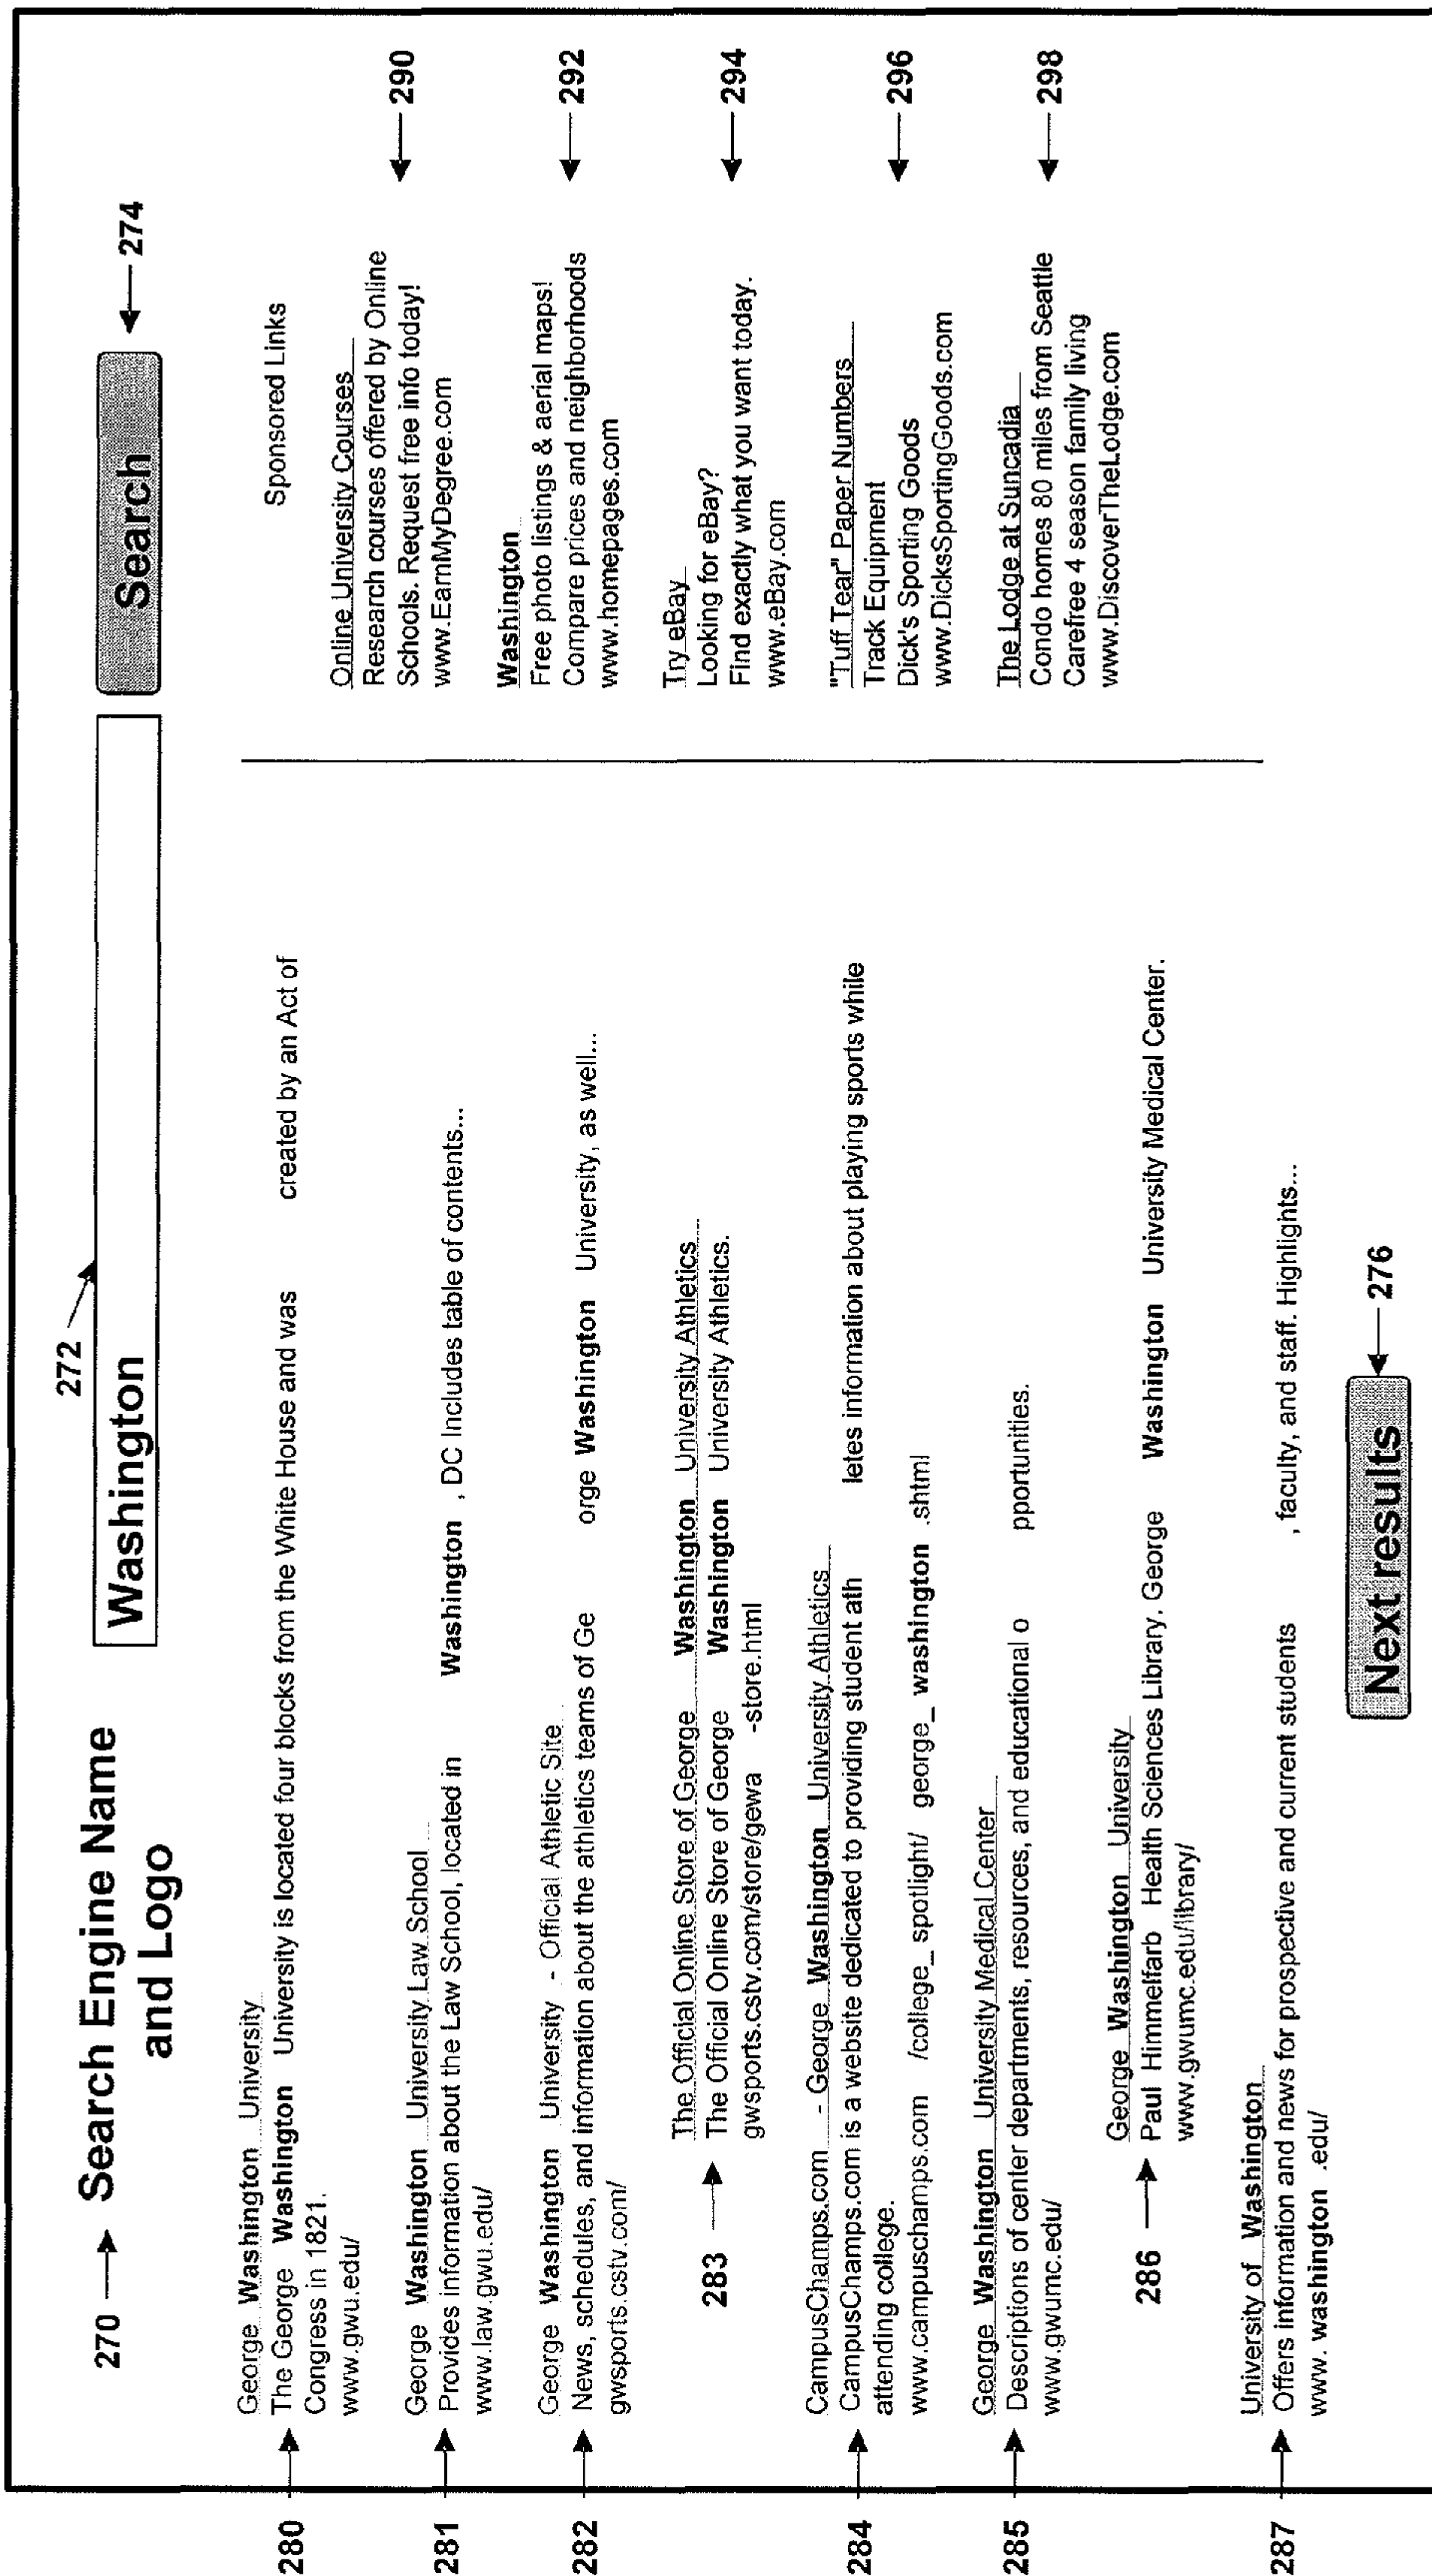 272
270 Search Engine Name
and Logo
Washington
Search
274
George Washington University
280 The George Washington University is located four blocks from the White House and was created by an Act of
Congress in 1821.
www.gwu.edu/
George Washington University Law School
281 Provides information about the Law School, located in Washington , DC Includes table of contents...
www.law.gwu.edu/
George Washington University - Official Athletic Site
282 News, schedules, and information about the athletics teams of Ge orge Washington University, as well...
gwsports.cstv.com/
The Official Online Store of George Washington University Athletics
283 The Official Online Store of George Washington University Athletics.
gwsports.cstv.com/store/gewa -store.html
CampusChamps.com - George Washington University Athletics
284 CampusChamps.com is a website dedicated to providing student ath letes information about playing sports while
attending college.
www.campuschamps.com /college_ spotlight/ george_ washington .shtml
George Washington University Medical Center
285 Descriptions of center departments, resources, and educational o pportunities.
www.gwumc.edu/
George Washington University
286 Paul Himmelfarb Health Sciences Library. George Washington University Medical Center.
www.gwumc.edu/library/
University of Washington
287 Offers information and news for prospective and current students , faculty, and staff. Highlights...
www. washington .edu/
Next results
276
Sponsored Links
Online University Courses
Research courses offered by Online
290
Schools. Request free info today!
www.EarnMyDegree.com
Washington
Free photo listings & aerial maps!
292
Compare prices and neighborhoods
www.homepages.com
Try eBay
Looking for eBay?
294
Find exactly what you want today.
www.eBay.com
"Tuff Tear" Paper Numbers
Track Equipment
296
Dick's Sporting Goods
www.DicksSportingGoods.com
The Lodge at Suncadia
Condo homes 80 miles from Seattle
298
Carefree 4 season family living
www.DiscoverTheLodge.com